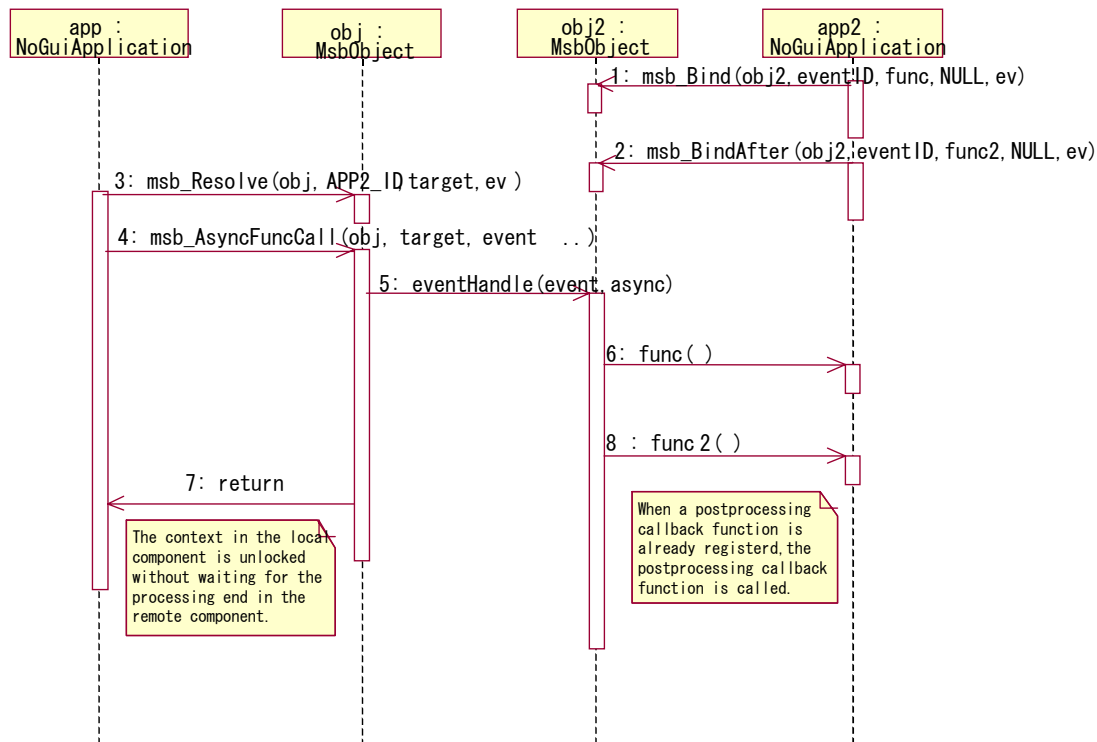 app :
NoGuiApplication
obj :
MsbObject
obj2 :
MsbObject
app2 :
NoGuiApplication
1: msb_Bind(obj2,eventID,func,NULL,ev)
2: msb_BindAfter(obj2,eventID,func2,NULL,ev)
3: msb_Resolve(obj, APP2_ID,target,ev )
4: msb_AsyncFuncCall(obj, target, event ..)
5: eventHandle(event,async)
6: func( )
8 : func2( )
7: return
When a postprocessing
callback function is
already registerd,the
postprocessing callback
function is called.
The context in the local
component is unlocked
without waiting for the
processing end in the
remote component.